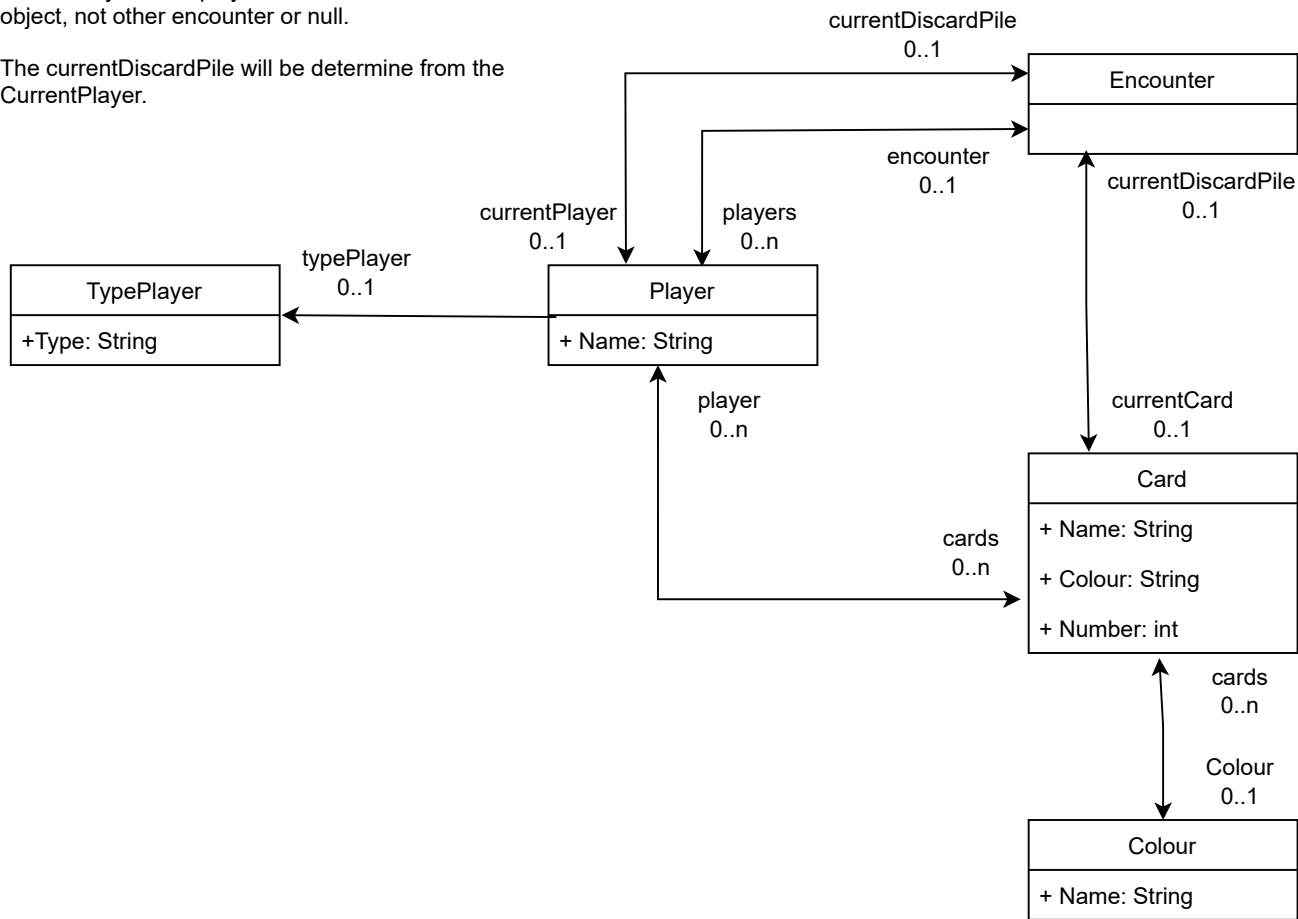 object, not other encounter or null.
The currentDiscardPile will be determine from the
CurrentPlayer.
currentDiscardPile
0..1
Encounter
encounter
0..1
currentDiscardPile
0..1
currentPlayer
0..1
players
0..n
typePlayer
0..1
TypePlayer
+Type: String
Player
+ Name: String
player
0..n
currentCard
0..1
Card
+ Name: String
+ Colour: String
+ Number: int
cards
0..n
cards
0..n
Colour
0..1
Colour
+ Name: String